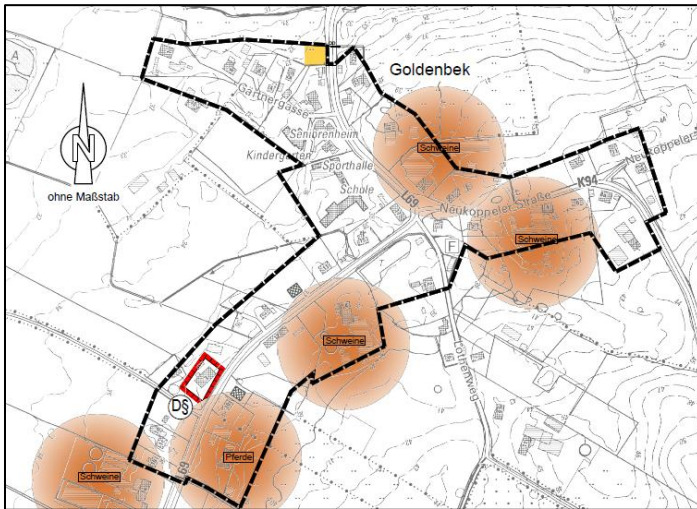 A
Goldenbek
Gärtnergasse
N
ohne Maßstab
Seniorenheim
Kindergarten
Sporthalle
Schule
Schweine
L69
Neukoppeler Straße
K94
Neukoppeler
Schweine
F
Lothenweg
Schweine
D§
Pferde
L69
Schweine